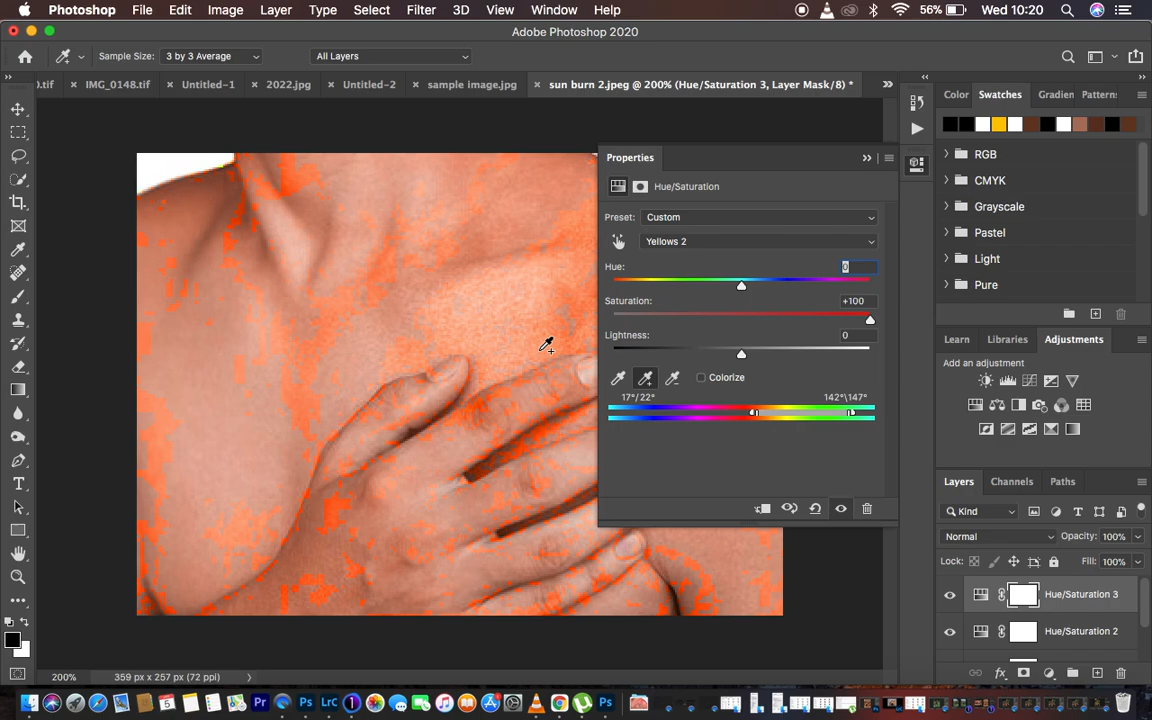 Photoshop File Edit Image Layer Type Select Filter 3D View Window Help 56% Wed 10:20
Adobe Photoshop 2020
Sample Size: 3 by 3 Average All Layers
0.tif × IMG_0148.tif × Untitled-1 × 2022.jpg × Untitled-2 × sample image.jpg × sun burn 2.jpeg @ 200% (Hue/Saturation 3, Layer Mask/8) *
Color Swatches Gradien Patterns
RGB
CMYK
Grayscale
Pastel
Light
Pure
Properties
Hue/Saturation
Preset: Custom
Yellows 2
Hue: 0
Saturation: +100
Lightness: 0
Colorize
17°/22° 142°\147°
Learn Libraries Adjustments
Add an adjustment
Layers Channels Paths
Kind
Normal Opacity: 100%
Lock: Fill: 100%
Hue/Saturation 3
Hue/Saturation 2
200% 359 px x 257 px (72 ppi)